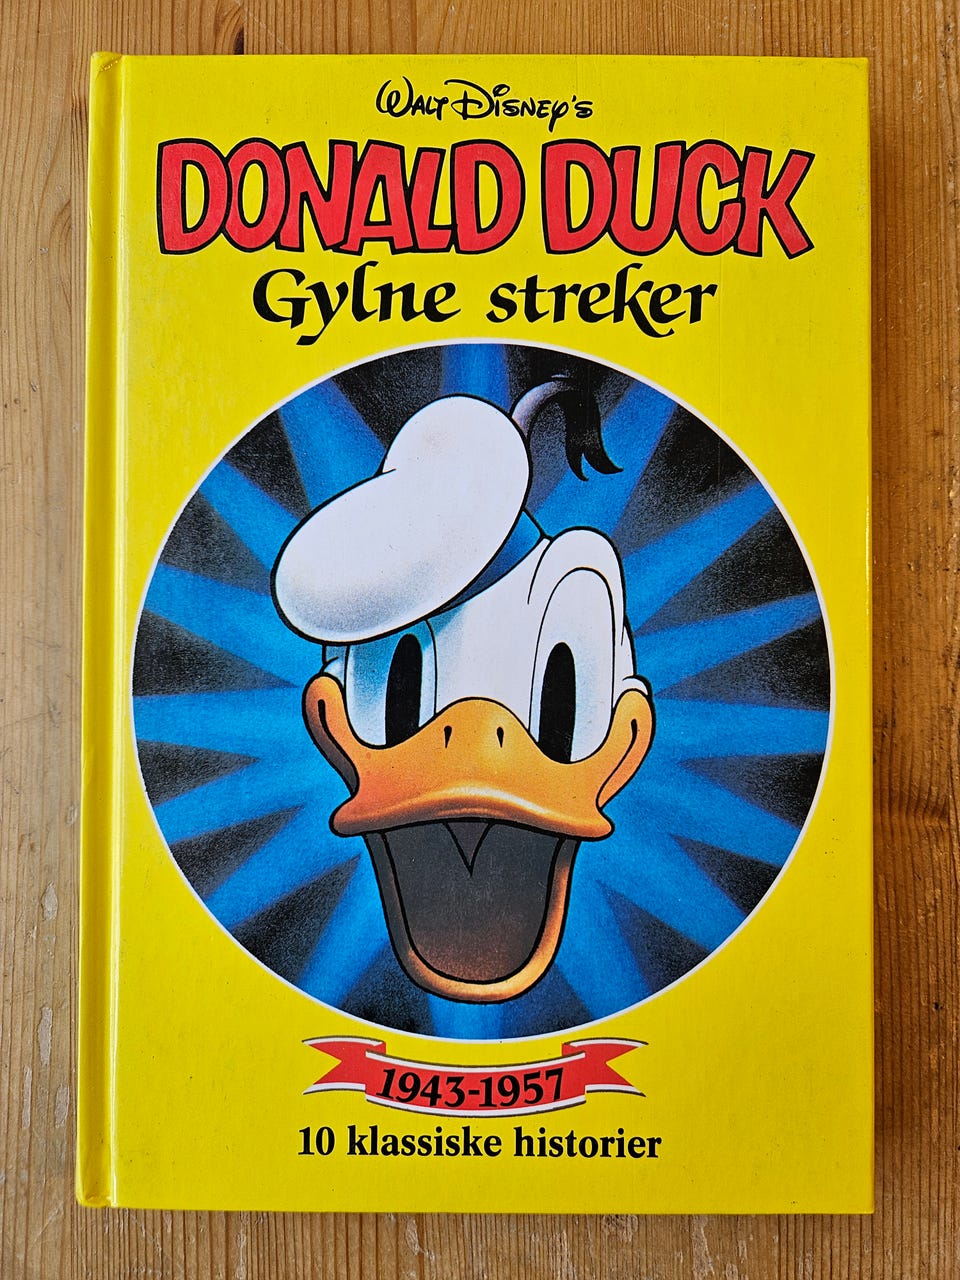 Walt Disney's
DONALD DUCK
Gylne streker
1943-1957
10 klassiske historier